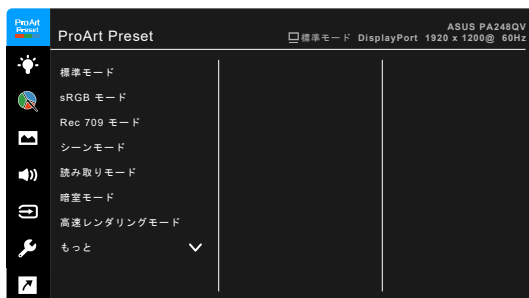 ProArt
Preset
ProArt Preset
ASUS PA248QV
標準モード DisplayPort 1920 x 1200@ 60Hz
標準モード
sRGB モード
Rec 709 モード
シーンモード
読み取りモード
暗室モード
高速レンダリングモード
もっと